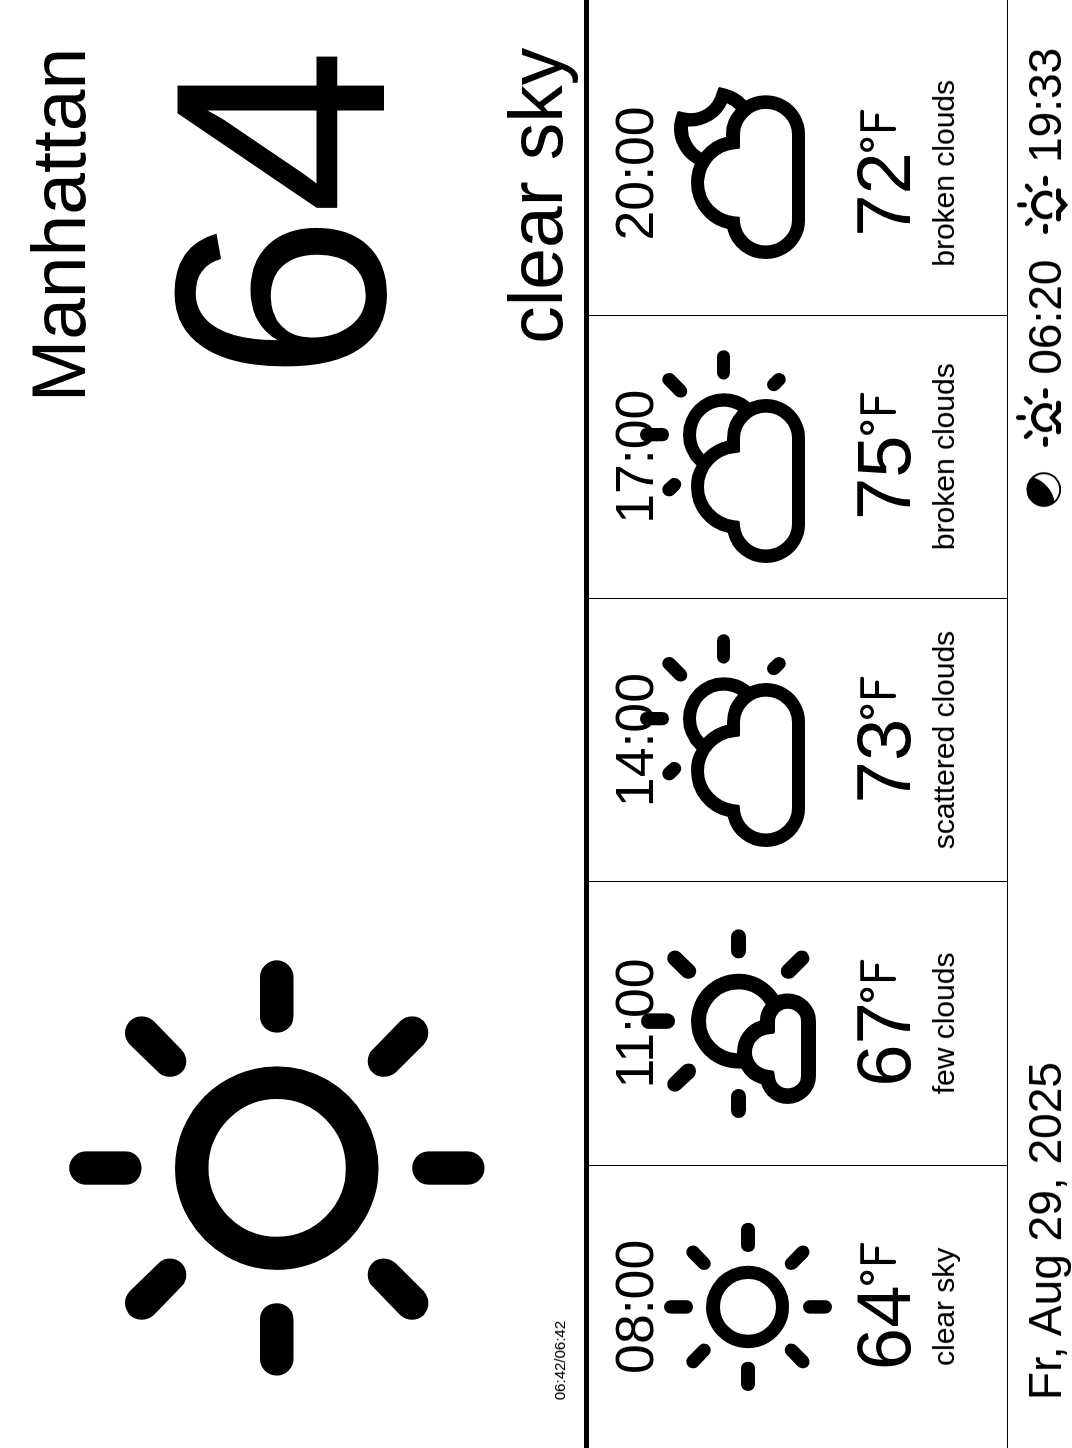 Manhattan
64
clear sky
06:42/06:42
08:00
64°F
clear sky
11:00
67°F
few clouds
14:00
73°F
scattered clouds
17:00
75°F
broken clouds
20:00
72°F
broken clouds
Fr, Aug 29, 2025
06:20 19:33